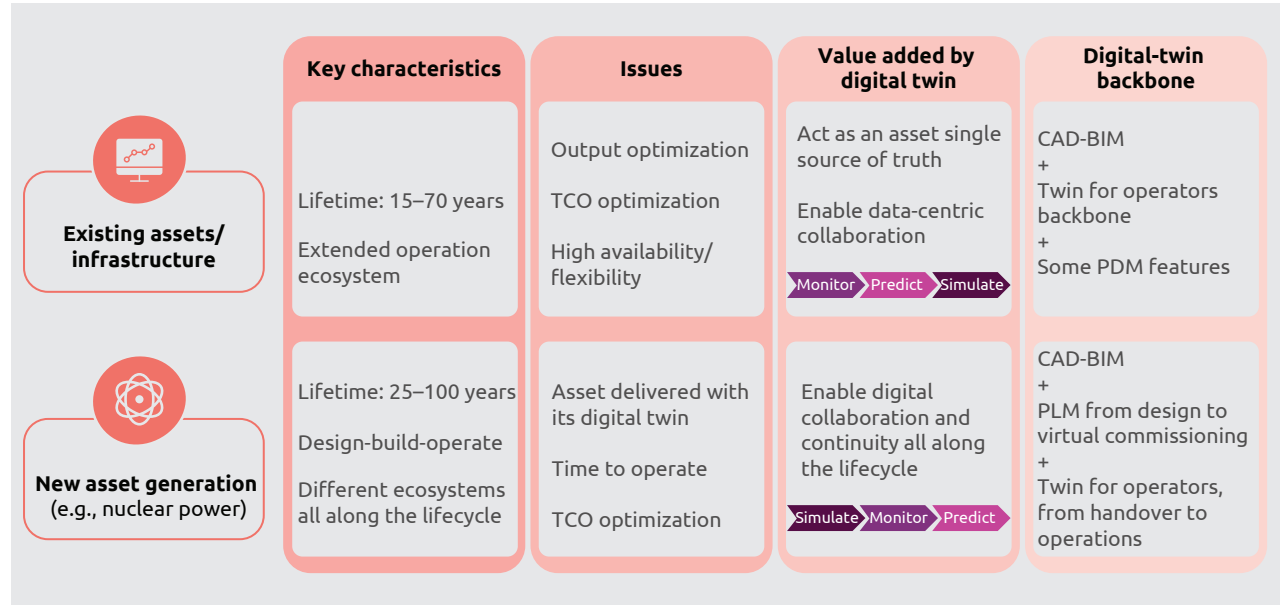 Key characteristics
Issues
Value added by
digital twin
Digital-twin
backbone
Existing assets/
infrastructure
Lifetime: 15–70 years
Extended operation
ecosystem
Output optimization
TCO optimization
High availability/
flexibility
Act as an asset single
source of truth
Enable data-centric
collaboration
Monitor
Predict
Simulate
CAD-BIM
+
Twin for operators
backbone
+
Some PDM features
New asset generation
(e.g., nuclear power)
Lifetime: 25–100 years
Design-build-operate
Different ecosystems
all along the lifecycle
Asset delivered with
its digital twin
Time to operate
TCO optimization
Enable digital
collaboration and
continuity all along
the lifecycle
Simulate
Monitor
Predict
CAD-BIM
+
PLM from design to
virtual commissioning
+
Twin for operators,
from handover to
operations